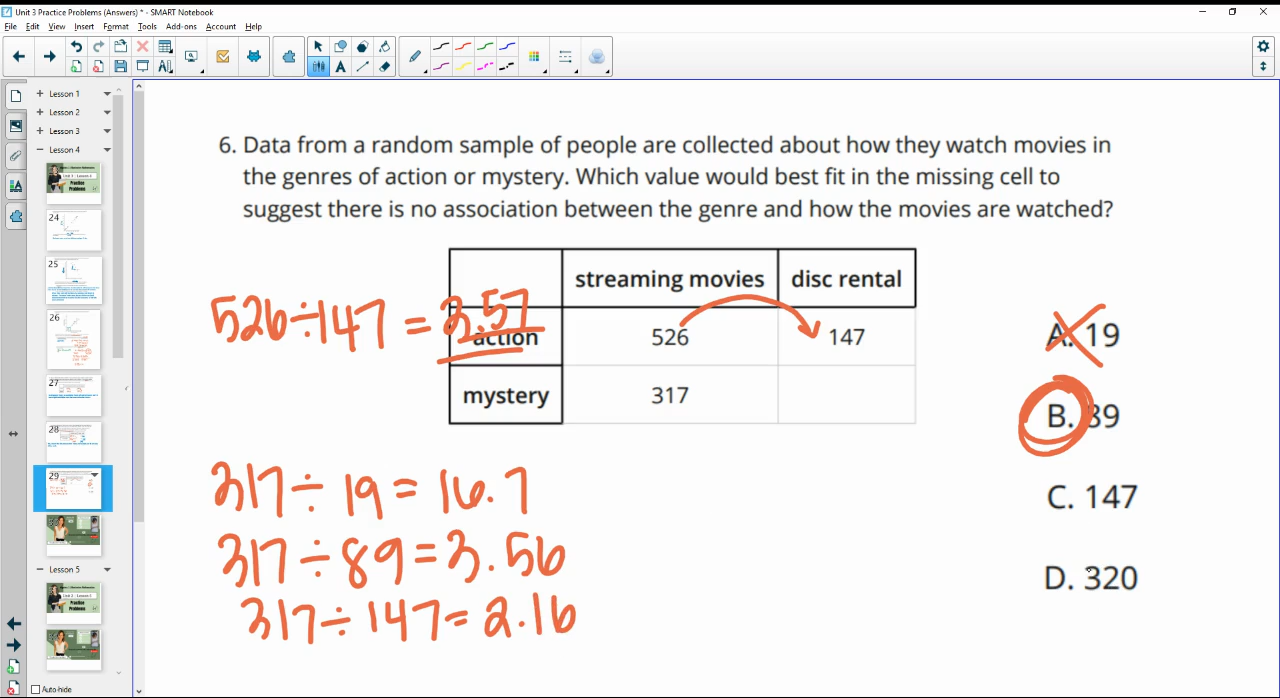 Unit 3 Practice Problems (Answers) * - SMART Notebook
File Edit View Insert Format Tools Add-ons Account Help
Lesson 1
Lesson 2
Lesson 3
Lesson 4
24
25
26
27
28
29
Lesson 5
Auto-hide
6. Data from a random sample of people are collected about how they watch movies in
the genres of action or mystery. Which value would best fit in the missing cell to
suggest there is no association between the genre and how the movies are watched?
streaming movies disc rental
action 526 147
mystery 317
526÷147 = 3.57
317 ÷ 19 = 16.7
317 ÷ 89 = 3.56
317 ÷ 147 = 2.16
A. 19
B. 89
C. 147
D. 320